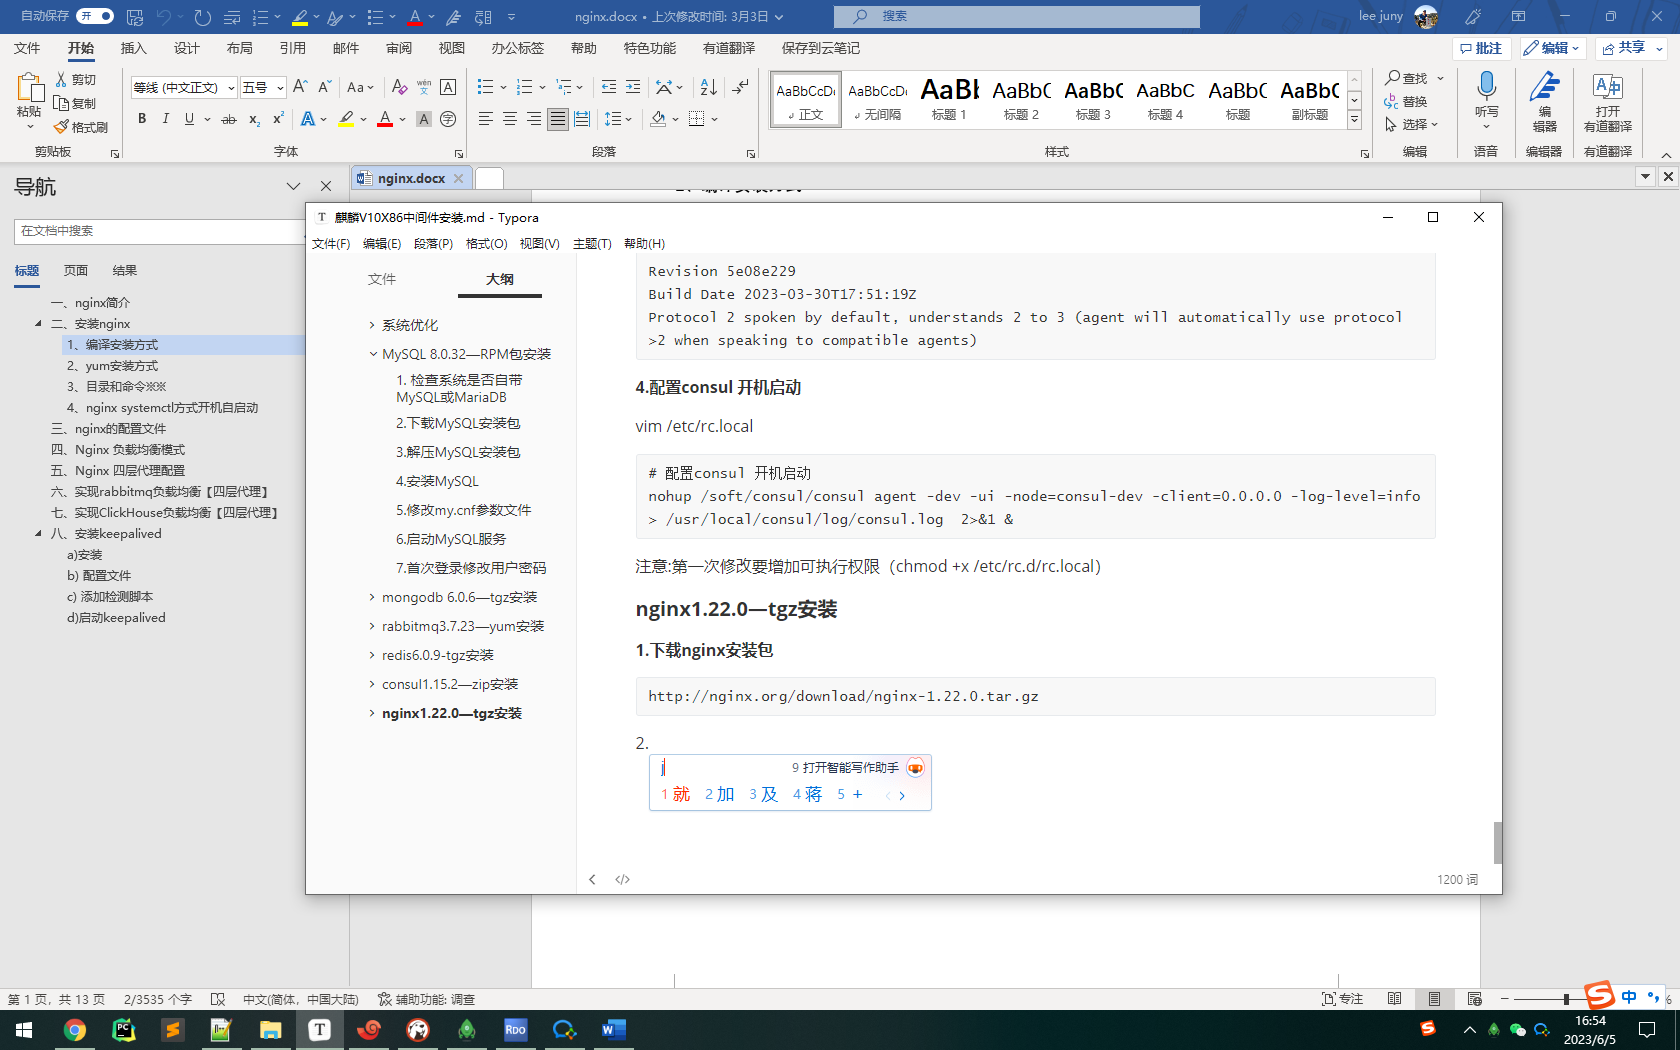 自动保存 开
nginx.docx • 上次修改时间: 3月3日
搜索
lee juny
文件 开始 插入 设计 布局 引用 邮件 审阅 视图 办公标签 帮助 特色功能 有道翻译 保存到云笔记
批注 编辑 共享
粘贴
剪切
复制
格式刷
剪贴板
等线 (中文正文) 五号
字体
段落
AaBbCcDı AaBbCcDı AaBl AaBbC AaBbC AaBbC AaBbC AaBbC
正文 无间隔 标题 1 标题 2 标题 3 标题 4 标题 副标题
样式
查找
替换
选择
编辑
听写
语音
编
辑器
编辑器
打开
有道翻译
有道翻译
导航
在文档中搜索
标题 页面 结果
一、nginx简介
二、安装nginx
1、编译安装方式
2、yum安装方式
3、目录和命令※※
4、nginx systemctl方式开机自启动
三、nginx的配置文件
四、Nginx 负载均衡模式
五、Nginx 四层代理配置
六、实现rabbitmq负载均衡【四层代理】
七、实现ClickHouse负载均衡【四层代理】
八、安装keepalived
a)安装
b) 配置文件
c) 添加检测脚本
d)启动keepalived
nginx.docx
麒麟V10X86中间件安装.md - Typora
文件(F) 编辑(E) 段落(P) 格式(O) 视图(V) 主题(T) 帮助(H)
文件 大纲
系统优化
MySQL 8.0.32—RPM包安装
1. 检查系统是否自带
MySQL或MariaDB
2.下载MySQL安装包
3.解压MySQL安装包
4.安装MySQL
5.修改my.cnf参数文件
6.启动MySQL服务
7.首次登录修改用户密码
mongodb 6.0.6—tgz安装
rabbitmq3.7.23—yum安装
redis6.0.9-tgz安装
consul1.15.2—zip安装
nginx1.22.0—tgz安装
Revision 5e08e229
Build Date 2023-03-30T17:51:19Z
Protocol 2 spoken by default, understands 2 to 3 (agent will automatically use protocol
>2 when speaking to compatible agents)
4.配置consul 开机启动
vim /etc/rc.local
# 配置consul 开机启动
nohup /soft/consul/consul agent -dev -ui -node=consul-dev -client=0.0.0.0 -log-level=info
> /usr/local/consul/log/consul.log  2>&1 &
注意:第一次修改要增加可执行权限（chmod +x /etc/rc.d/rc.local）
nginx1.22.0—tgz安装
1.下载nginx安装包
http://nginx.org/download/nginx-1.22.0.tar.gz
2.
j 9 打开智能写作助手
1 就 2 加 3 及 4 蒋 5 +
1200 词
第 1 页，共 13 页 2/3535 个字 中文(简体，中国大陆) 辅助功能: 调查
专注
中
16:54
2023/6/5